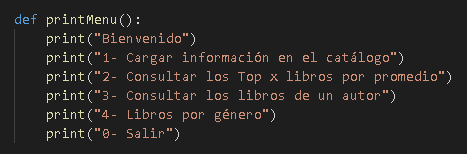 def printMenu():
    print("Bienvenido")
    print("1- Cargar información en el catálogo")
    print("2- Consultar los Top x libros por promedio")
    print("3- Consultar los libros de un autor")
    print("4- Libros por género")
    print("0- Salir")